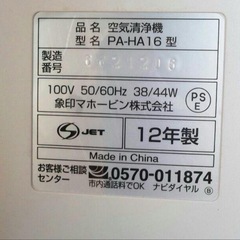 品名 空気清浄機
型名 PA-HA16 型
製造
番号
100V 50/60Hz 38/44W
象印マホービン株式会社
PS
E
S JET
12年製
Made in China
お客様ご相談
センター
0570-011874
市内通話料でOK ナビダイヤル Ⓑ